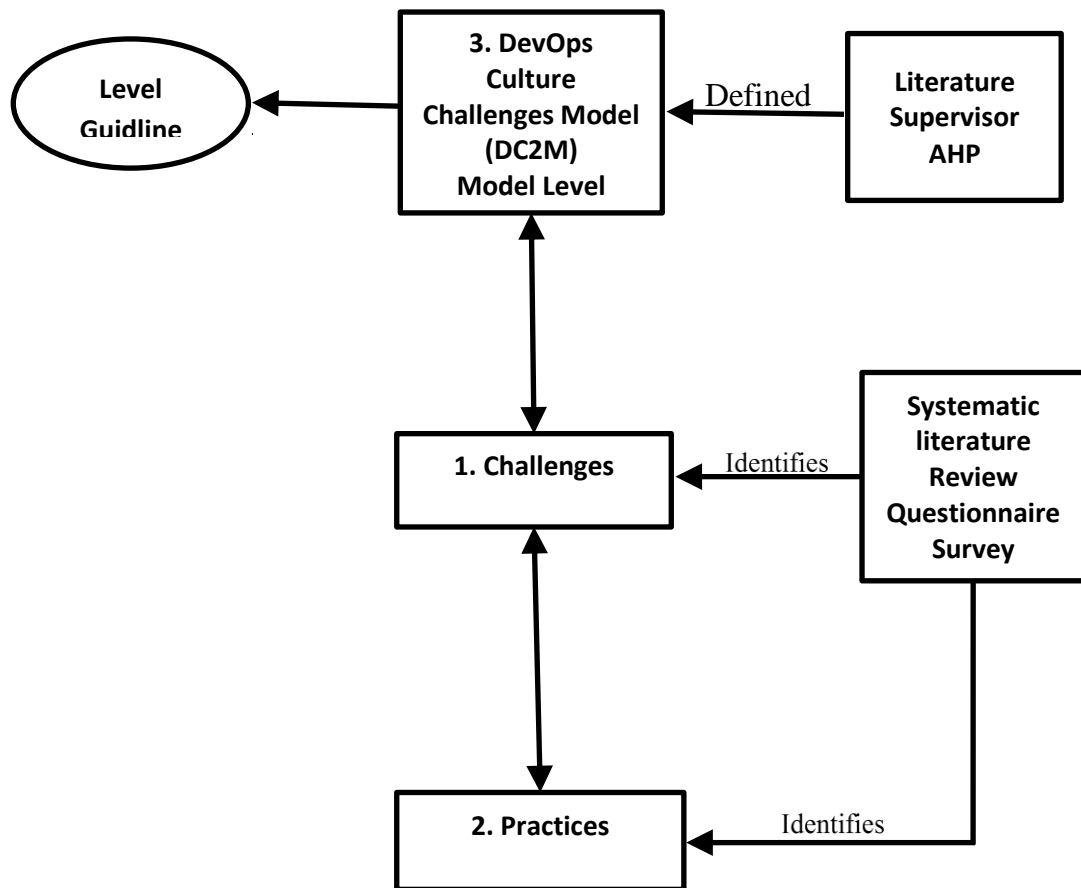 Level
Guidline
3. DevOps
Culture
Challenges Model
(DC2M)
Model Level
Defined
Literature
Supervisor
AHP
1. Challenges
Identifies
Systematic
literature
Review
Questionnaire
Survey
2. Practices
Identifies